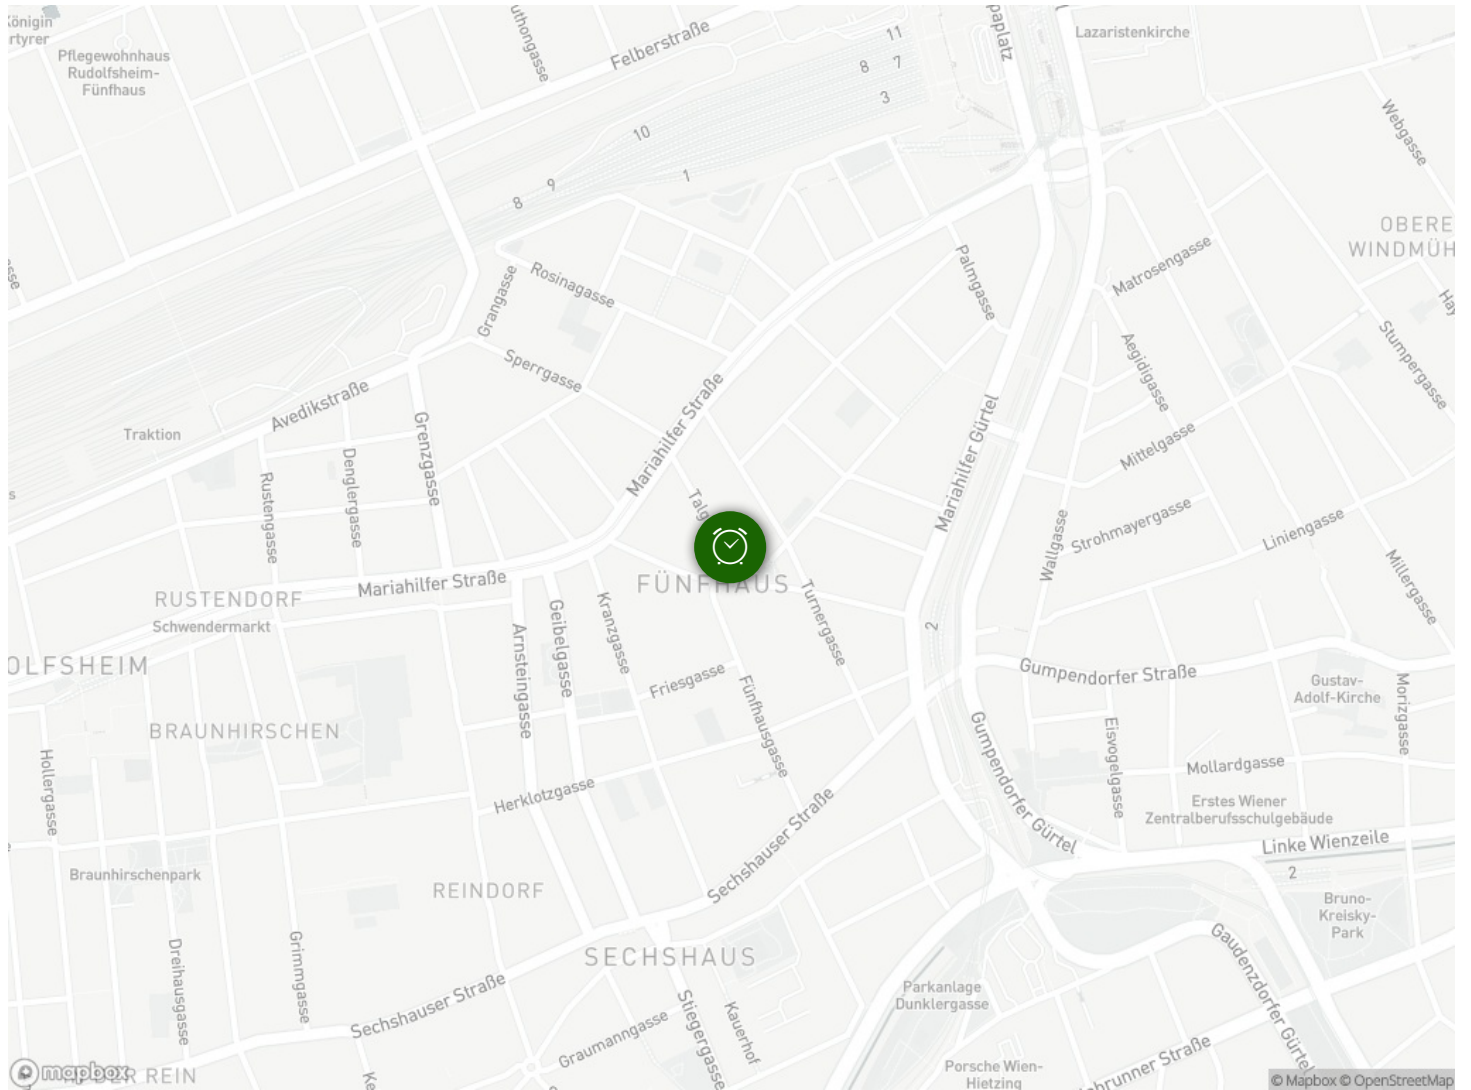 Felberstraße
11
8
7
3
10
9
8
1
Lazaristenkirche
Pflegewohnhaus
Rudolfsheim-
Fünfhaus
Webgasse
OBERE
Matrosengasse
Palmgasse
Rosinagasse
Grangasse
Sperrgasse
Aegidigasse
Stumpergasse
Avedikstraße
Mariahilfer Straße
Mariahilfer Gürtel
Traktion
Grenzgasse
Denglergasse
Rustengasse
Mittelgasse
Strohmayergasse
Wallgasse
Liniengasse
Millergasse
FÜNFHAUS
Mariahilfer Straße
RUSTENDORF
Schwendermarkt
Turnergasse
2
Kranzgasse
Geibelgasse
Arnsteingasse
Friesgasse
Fünfhausgasse
Gumpendorfer Straße
Gustav-
Adolf-Kirche
Morizgasse
BRAUNHIRSCHEN
Hollergasse
Herklotzgasse
Gumpendorfer Gürtel
Eisvogelgasse
Mollardgasse
Erstes Wiener
Zentralberufsschulgebäude
Linke Wienzeile
2
Sechshauser Straße
Braunhirschenpark
REINDORF
Bruno-
Kreisky-
Park
Dreihausgasse
Grimmgasse
SECHSHAUS
Gaudenzdorfer Gürtel
Parkanlage
Dunklergasse
Sechshauser Straße
Stiegergasse
Kauerhof
Graumanngasse
Porsche Wien-
Hietzing
mapbox
© Mapbox © OpenStreetMap